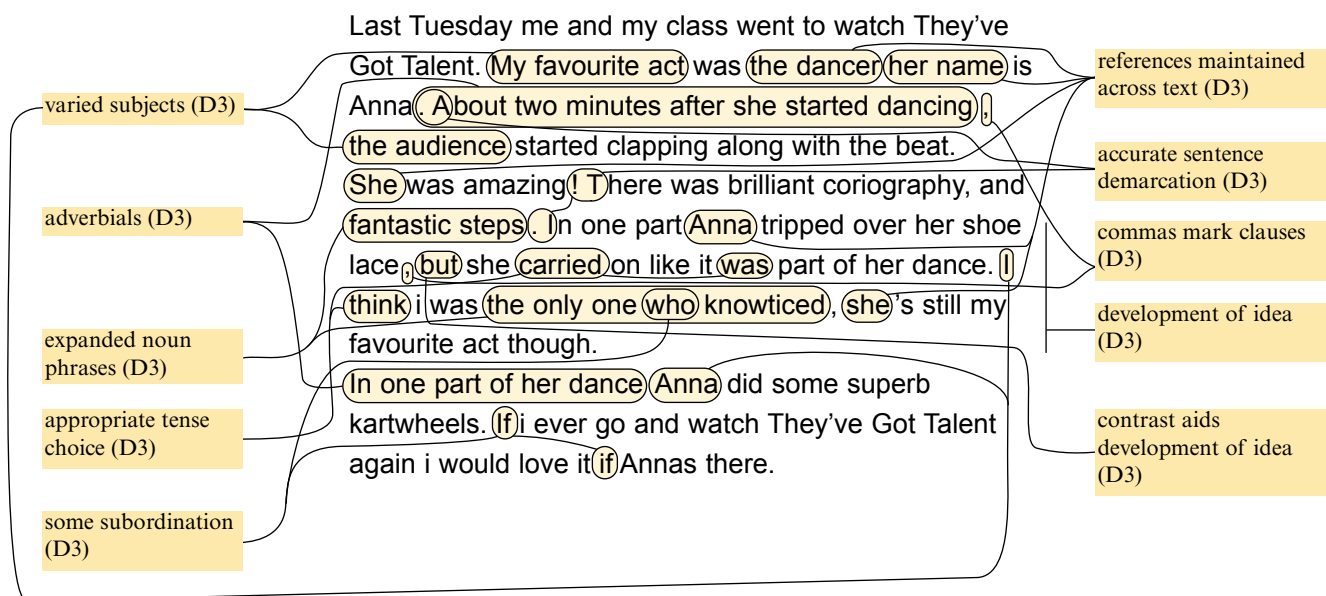 Last Tuesday me and my class went to watch They've
Got Talent. My favourite act was the dancer her name is
Anna. About two minutes after she started dancing,
the audience started clapping along with the beat.
She was amazing! There was brilliant coriography, and
fantastic steps. In one part Anna tripped over her shoe
lace, but she carried on like it was part of her dance. I
think i was the only one who knowticed, she's still my
favourite act though.
In one part of her dance Anna did some superb
kartwheels. If i ever go and watch They've Got Talent
again i would love it if Annas there.
varied subjects (D3)
adverbials (D3)
expanded noun
phrases (D3)
appropriate tense
choice (D3)
some subordination
(D3)
references maintained
across text (D3)
accurate sentence
demarcation (D3)
commas mark clauses
(D3)
development of idea
(D3)
contrast aids
development of idea
(D3)